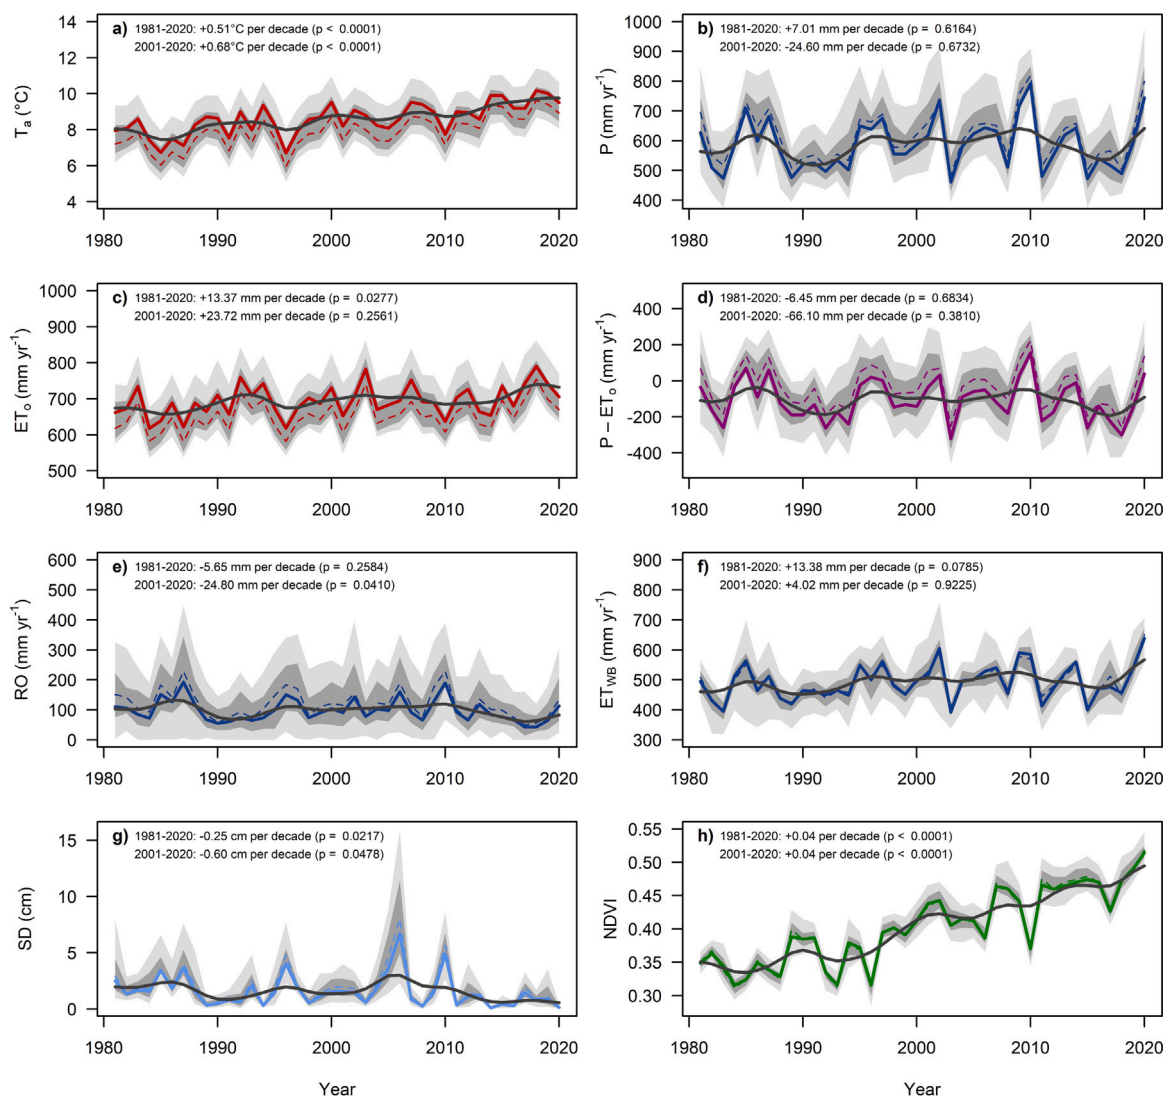 a) 1981-2020: +0.51°C per decade (p < 0.0001)
2001-2020: +0.68°C per decade (p < 0.0001)
Ta (°C)
14
12
10
8
6
4
1980 1990 2000 2010 2020
b) 1981-2020: +7.01 mm per decade (p = 0.6164)
2001-2020: -24.60 mm per decade (p = 0.6732)
P (mm yr-1)
1000
900
800
700
600
500
400
1980 1990 2000 2010 2020
c) 1981-2020: +13.37 mm per decade (p = 0.0277)
2001-2020: +23.72 mm per decade (p = 0.2561)
ETo (mm yr-1)
1000
900
800
700
600
500
1980 1990 2000 2010 2020
d) 1981-2020: -6.45 mm per decade (p = 0.6834)
2001-2020: -66.10 mm per decade (p = 0.3810)
P − ETo (mm yr-1)
400
200
0
-200
-400
1980 1990 2000 2010 2020
e) 1981-2020: -5.65 mm per decade (p = 0.2584)
2001-2020: -24.80 mm per decade (p = 0.0410)
RO (mm yr-1)
600
500
400
300
200
100
0
1980 1990 2000 2010 2020
f) 1981-2020: +13.38 mm per decade (p = 0.0785)
2001-2020: +4.02 mm per decade (p = 0.9225)
ETWB (mm yr-1)
900
800
700
600
500
400
300
1980 1990 2000 2010 2020
g) 1981-2020: -0.25 cm per decade (p = 0.0217)
2001-2020: -0.60 cm per decade (p = 0.0478)
SD (cm)
15
10
5
0
1980 1990 2000 2010 2020
Year
h) 1981-2020: +0.04 per decade (p < 0.0001)
2001-2020: +0.04 per decade (p < 0.0001)
NDVI
0.55
0.50
0.45
0.40
0.35
0.30
1980 1990 2000 2010 2020
Year